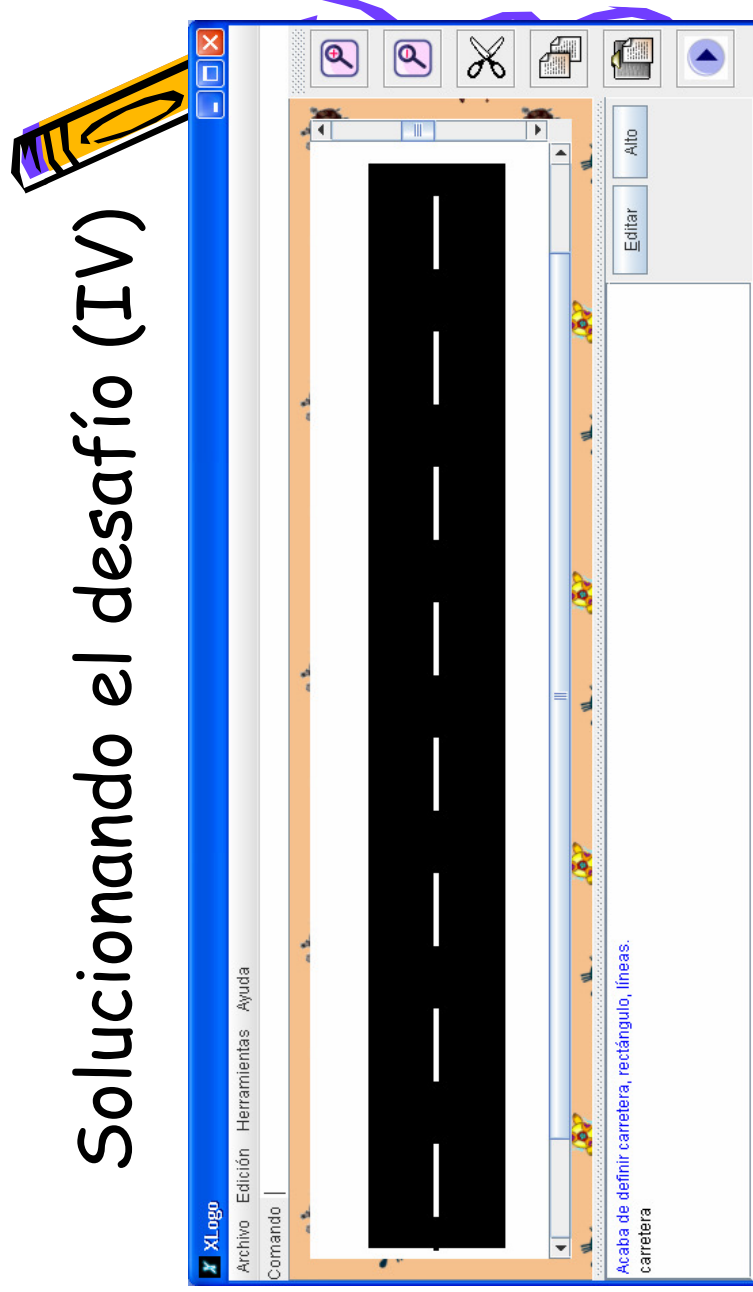 Solucionando el desafío (IV)
XLogo
Archivo Edición Herramientas Ayuda
Comando
Acaba de definir carretera, rectángulo, líneas.
carretera
Editar
Alto